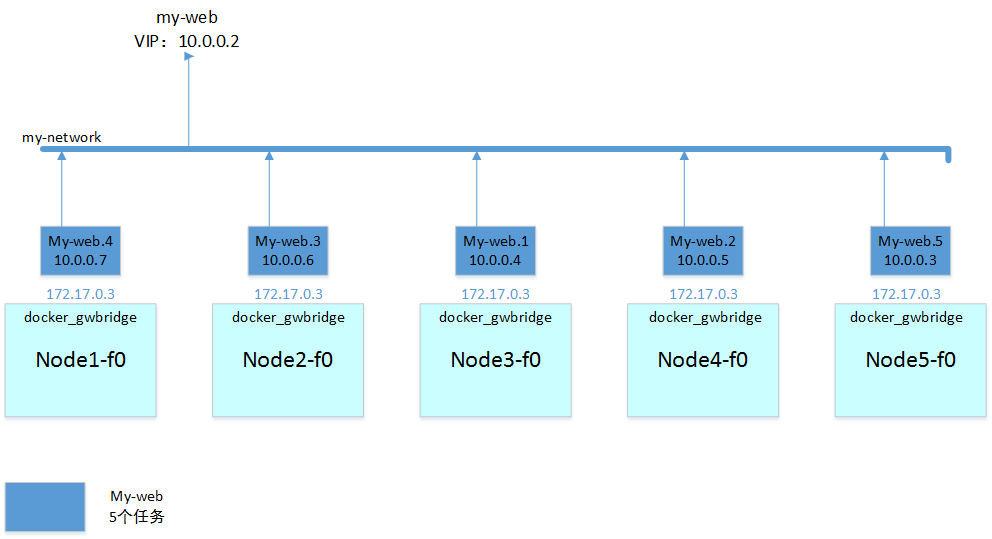 my-web
VIP：10.0.0.2
my-network
My-web.4
10.0.0.7
My-web.3
10.0.0.6
My-web.1
10.0.0.4
My-web.2
10.0.0.5
My-web.5
10.0.0.3
172.17.0.3
172.17.0.3
172.17.0.3
172.17.0.3
172.17.0.3
docker_gwbridge
Node1-f0
docker_gwbridge
Node2-f0
docker_gwbridge
Node3-f0
docker_gwbridge
Node4-f0
docker_gwbridge
Node5-f0
My-web
5个任务